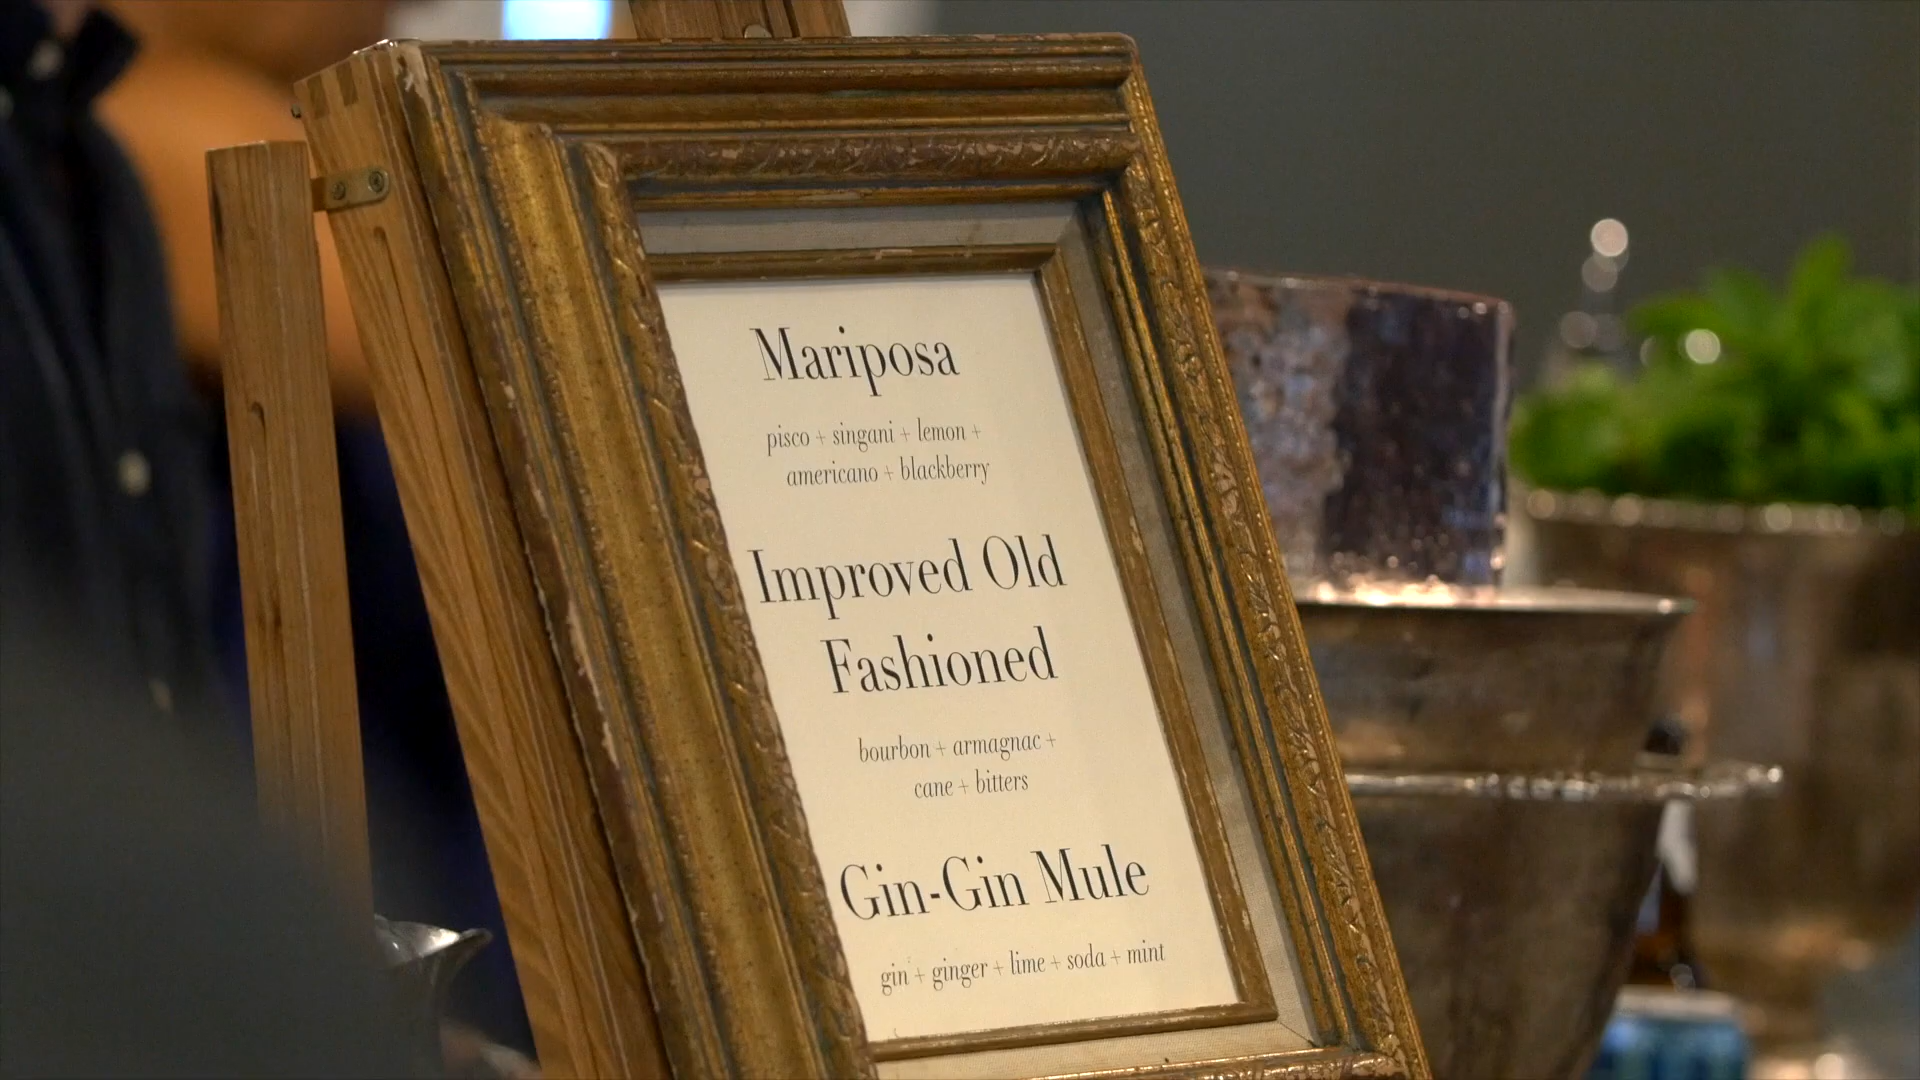 Mariposa
pisco + singani + lemon +
americano + blackberry
Improved Old
Fashioned
bourbon + armagnac +
cane + bitters
Gin-Gin Mule
gin + ginger + lime + soda + mint